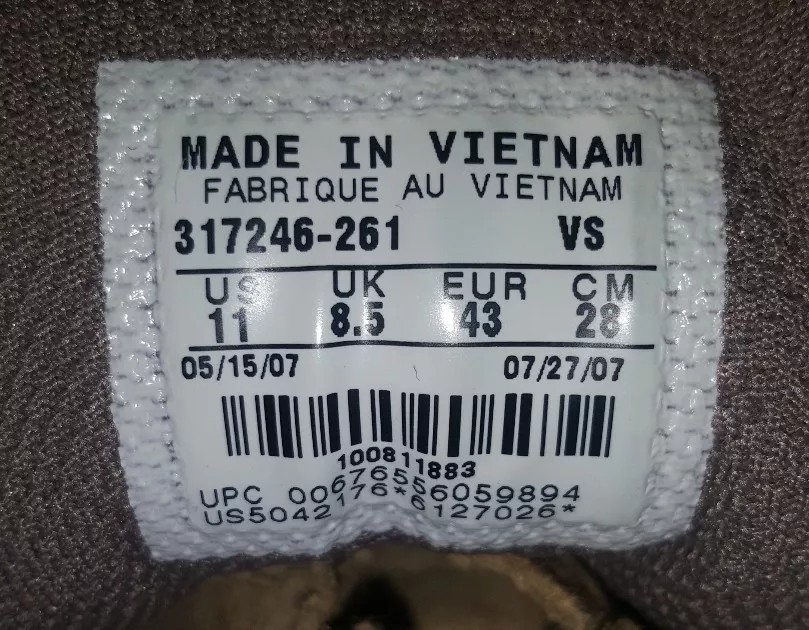 MADE IN VIETNAM
FABRIQUE AU VIETNAM
317246-261 VS
US UK EUR CM
11 8.5 43 28
05/15/07 07/27/07
100811883
UPC 00676556059894
US5042176*6127026*